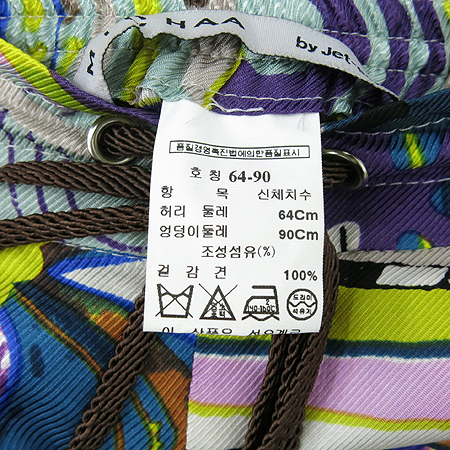 MICHAA
by Jet
품질경영촉진법에의한품질표시
호 칭 64-90
항 목 신체치수
허리 둘레 64Cm
엉덩이둘레 90Cm
조성섬유(%)
겉 감 견 100%
드라이
석유계